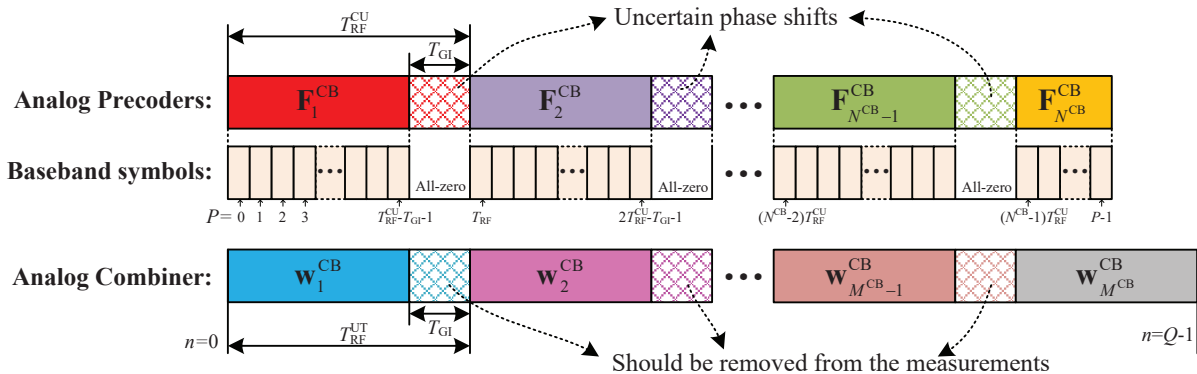 Uncertain phase shifts
T_RF^CU
T_GI
Analog Precoders: F_1^CB F_2^CB ••• F_{N^CB-1}^CB F_{N^CB}^CB
Baseband symbols: ••• ••• ••• ••• •••
All-zero All-zero All-zero
P= 0 1 2 3 T_RF^CU-T_GI-1 T_RF 2T_RF^CU-T_GI-1 (N^CB-2)T_RF^CU (N^CB-1)T_RF^CU P-1
Analog Combiner: w_1^CB w_2^CB ••• w_{M^CB-1}^CB w_{M^CB}^CB
T_GI
n=0 T_RF^UT n=Q-1
Should be removed from the measurements